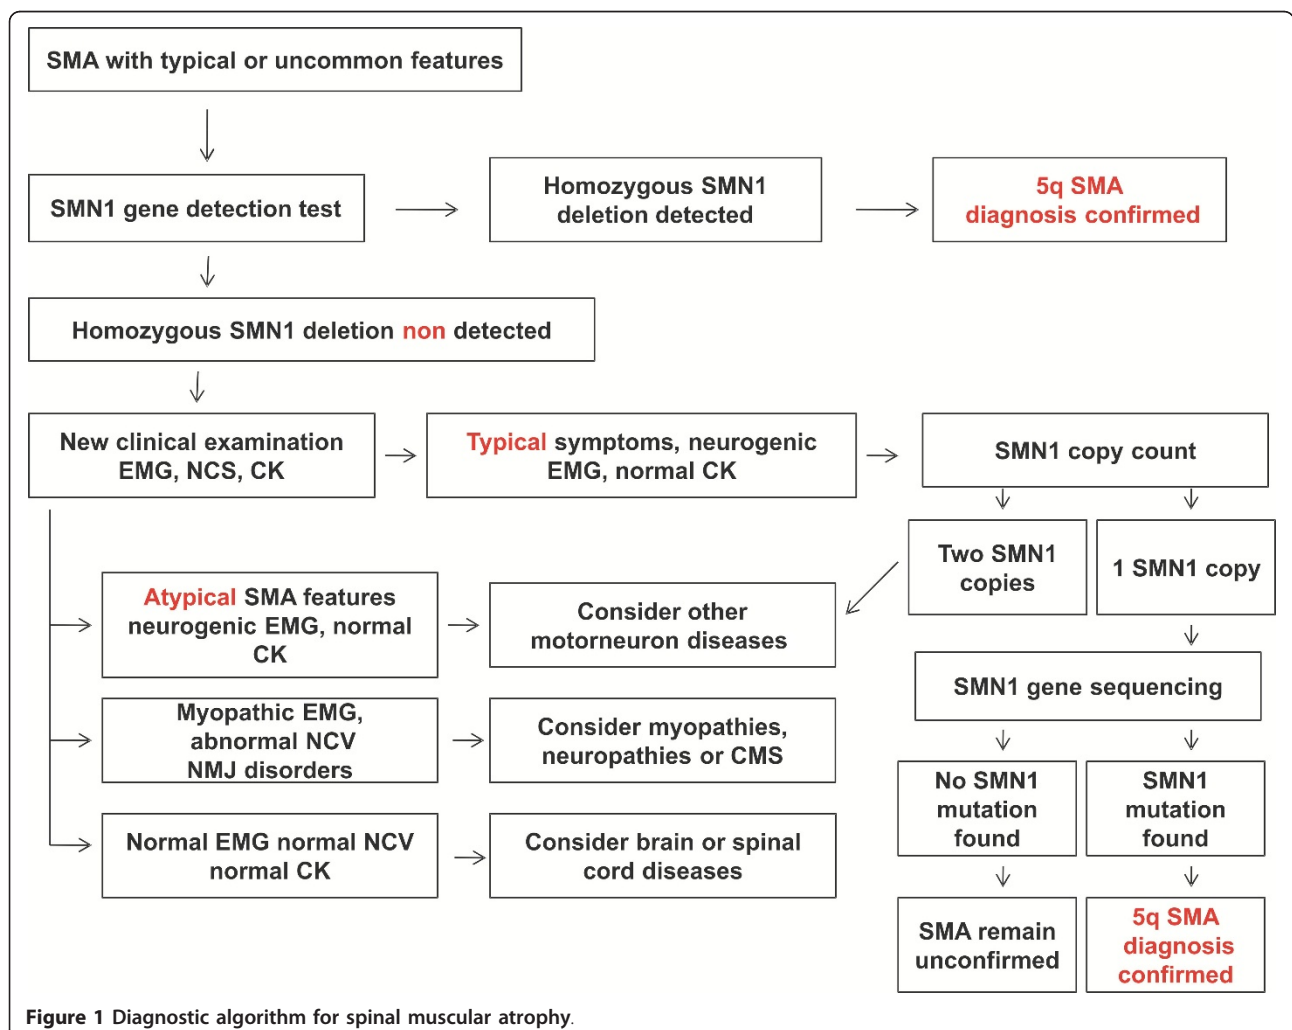 SMA with typical or uncommon features
SMN1 gene detection test
Homozygous SMN1
deletion detected
5q SMA
diagnosis confirmed
Homozygous SMN1 deletion non detected
New clinical examination
EMG, NCS, CK
Typical symptoms, neurogenic
EMG, normal CK
SMN1 copy count
Two SMN1
copies
1 SMN1 copy
Atypical SMA features
neurogenic EMG, normal
CK
Consider other
motorneuron diseases
SMN1 gene sequencing
Myopathic EMG,
abnormal NCV
NMJ disorders
Consider myopathies,
neuropathies or CMS
No SMN1
mutation
found
SMN1
mutation
found
Normal EMG normal NCV
normal CK
Consider brain or spinal
cord diseases
SMA remain
unconfirmed
5q SMA
diagnosis
confirmed
Figure 1 Diagnostic algorithm for spinal muscular atrophy.